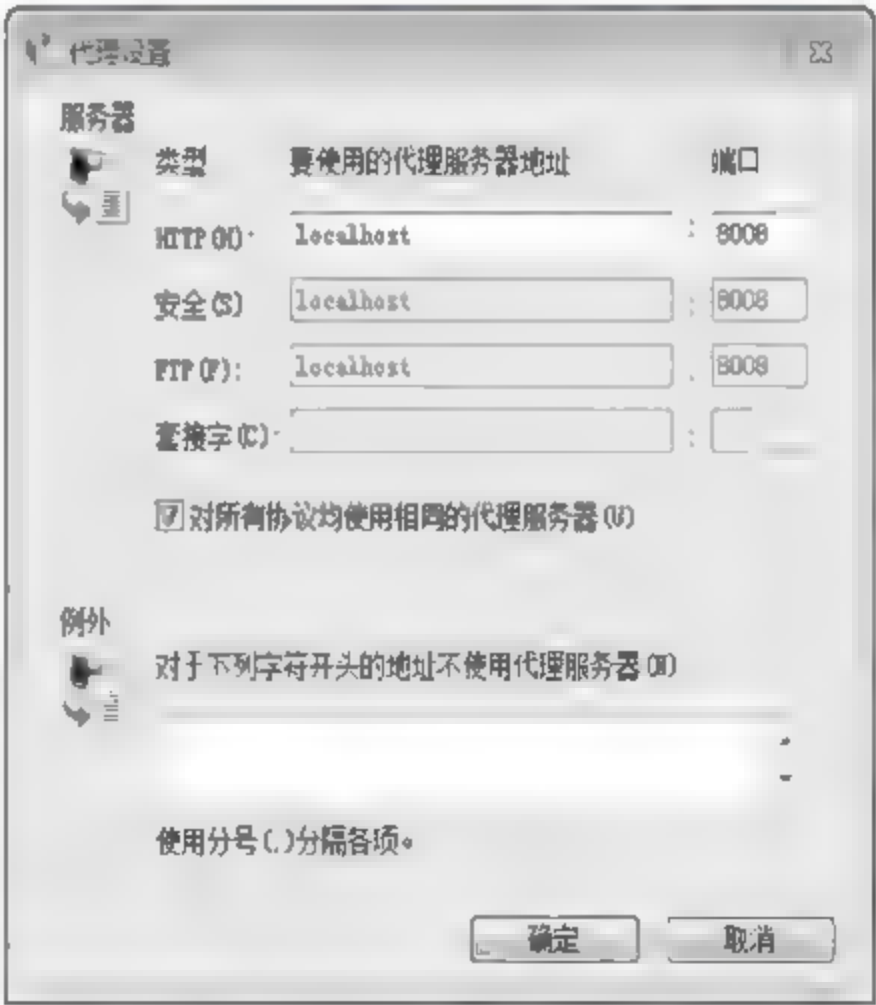 代理设置
服务器
类型 要使用的代理服务器地址 端口
HTTP(H): localhost : 8008
安全(S) localhost : 8008
FTP(F): localhost : 8008
套接字(C): :
对所有协议均使用相同的代理服务器(U)
例外
对于下列字符开头的地址不使用代理服务器(N)
使用分号(;)分隔各项。
确定 取消